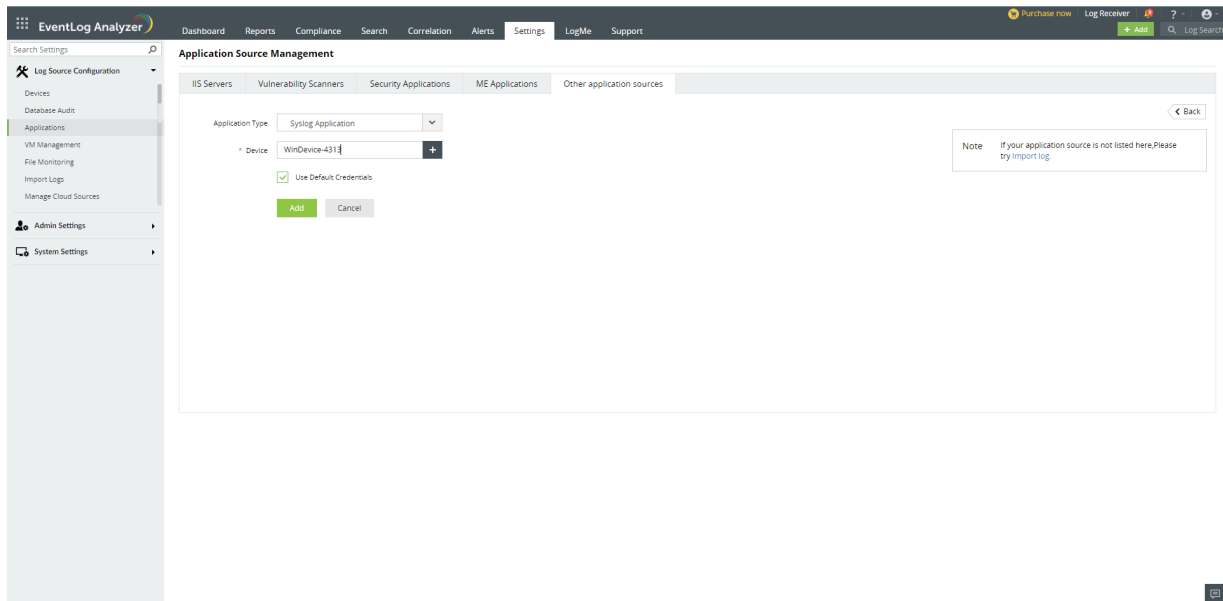 Purchase now Log Receiver ?
EventLog Analyzer
Dashboard Reports Compliance Search Correlation Alerts Settings LogMe Support
+ Add Log Search
Search Settings
Application Source Management
Log Source Configuration
IIS Servers Vulnerability Scanners Security Applications ME Applications Other application sources
Devices
Database Audit
Applications
VM Management
File Monitoring
Import Logs
Manage Cloud Sources
Admin Settings
System Settings
Back
Application Type Syslog Application
* Device WinDevice-4313 +
Use Default Credentials
Add Cancel
Note If your application source is not listed here,Please
try Import log.